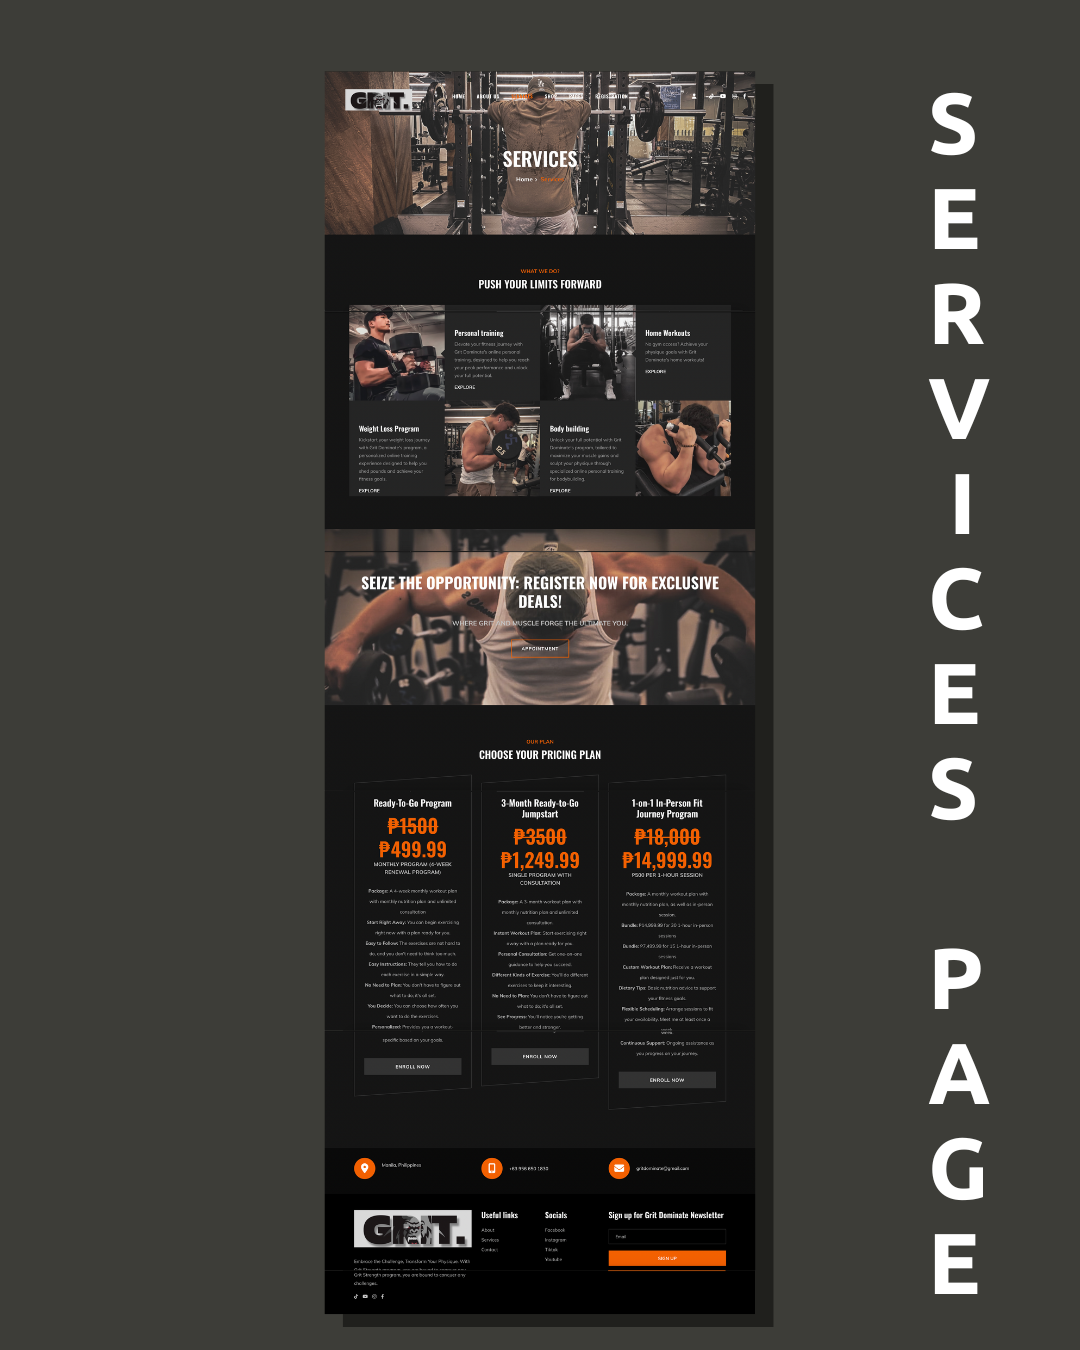 GRIT.
HOME ABOUT US SERVICES SHOP REGISTRATION
SERVICES
Home > Services
WHAT WE DO?
PUSH YOUR LIMITS FORWARD
Personal training
Devote your fitness journey with
Grit Dominate's online personal
training, designed to help you reach
your peak performance and unlock
your full potential.
EXPLORE
Home Workouts
No gym access? Achieve your
physique goals with Grit
Dominate's home workouts!
EXPLORE
Weight Loss Program
Kickstart your weight loss journey
with Grit Dominate's program, a
personalized online training
experience designed to help you
shed pounds and achieve your
fitness goals.
EXPLORE
Body building
Unlock your full potential with Grit
Dominate's program, tailored to
maximize your muscle gains and
sculpt your physique through
specialized online personal training
for bodybuilding.
EXPLORE
SEIZE THE OPPORTUNITY: REGISTER NOW FOR EXCLUSIVE
DEALS!
WHERE GRIT AND MUSCLE FORGE THE ULTIMATE YOU.
APPOINTMENT
OUR PLAN
CHOOSE YOUR PRICING PLAN
Ready-To-Go Program
₱1500
₱499.99
MONTHLY PROGRAM (4-WEEK
RENEWAL PROGRAM)
Package: A 4-week monthly workout plan
with monthly nutrition plan and unlimited
consultation
Start Right Away: You can begin exercising
right now with a plan ready for you.
Easy to Follow: The exercises are not hard to
do, and you don't need to think too much.
Easy Instructions: They tell you how to do
each exercise in a simple way.
No Need to Plan: You don't have to figure out
what to do, it's all set.
You Decide: You can choose how often you
want to do the exercises.
Personalized: Provides you a workout
specific based on your goals.
ENROLL NOW
3-Month Ready-to-Go
Jumpstart
₱3500
₱1,249.99
SINGLE PROGRAM WITH
CONSULTATION
Package: A 3-month workout plan with
monthly nutrition plan and unlimited
consultation.
Instant Workout Plan: Start exercising right
away with a plan ready for you.
Personal Consultation: Get one-on-one
guidance to help you succeed.
Different Kinds of Exercise: You'll do different
exercises to keep it interesting.
No Need to Plan: You don't have to figure out
what to do, it's all set.
See Progress: You'll notice you're getting
better and stronger.
ENROLL NOW
1-on-1 In-Person Fit
Journey Program
₱18,000
₱14,999.99
P500 PER 1-HOUR SESSION
Package: A monthly workout plan with
monthly nutrition plan, as well as in-person
session.
Bundle: P14,999.99 for 30 1-hour in-person
sessions
Bundle: P7,499.99 for 15 1-hour in-person
sessions
Custom Workout Plan: Receive a workout
plan designed just for you.
Dietary Tips: Basic nutrition advice to support
your fitness goals.
Flexible Scheduling: Arrange sessions to fit
your availability. Meet me at least once a
Continuous Support: Ongoing assistance as
you progress on your journey.
ENROLL NOW
Manila, Philippines
gritdominate@gmail.com
GRIT.
Embrace the Challenge, Transform Your Physique. With
Grit Strength program, you are bound to conquer any
challenges.
Useful links
About
Services
Contact
Socials
Facebook
Instagram
Tiktok
Youtube
Sign up for Grit Dominate Newsletter
Email
SIGN UP
SERVICES PAGE